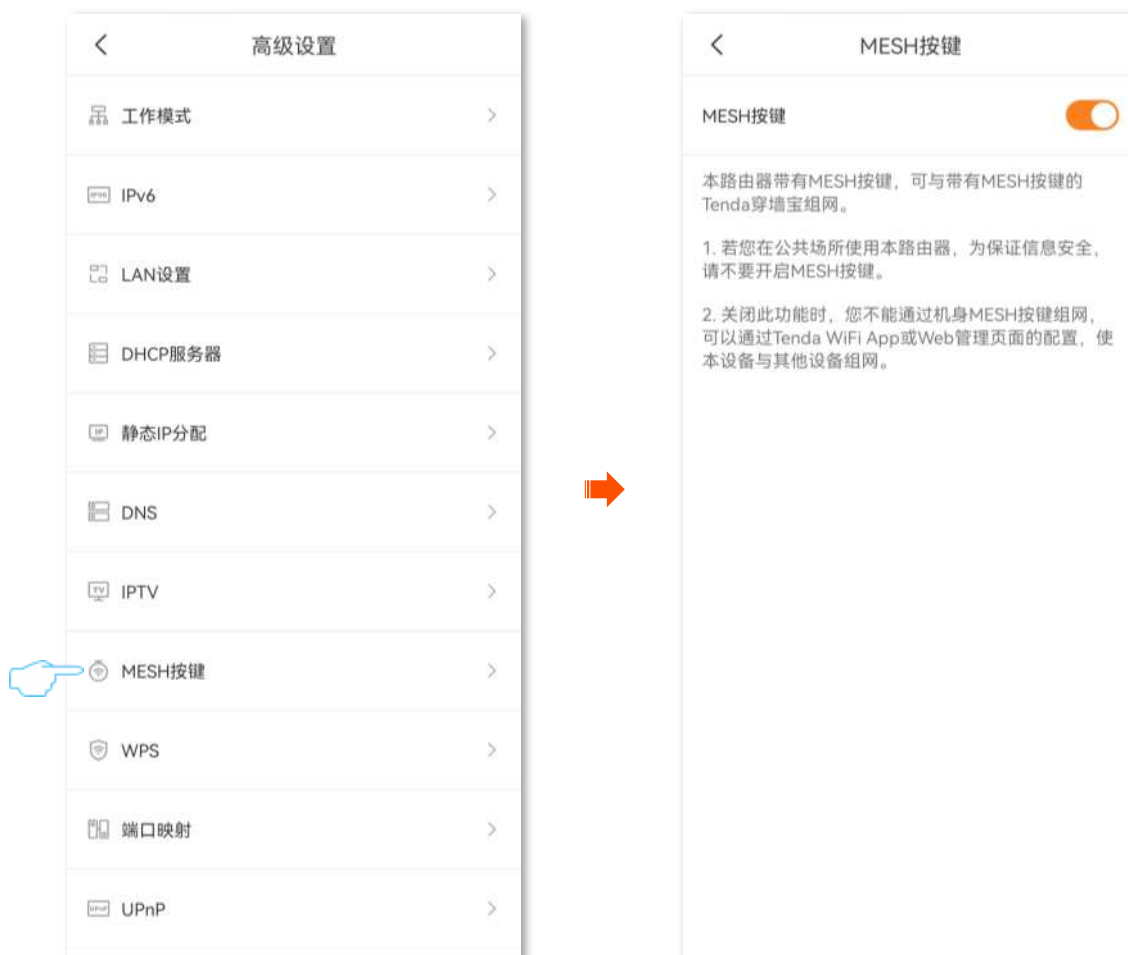 高级设置
工作模式
IPv6
LAN设置
DHCP服务器
IP
静态IP分配
DNS
TV
IPTV
MESH按键
WPS
端口映射
UPnP
MESH按键
MESH按键
本路由器带有MESH按键，可与带有MESH按键的
Tenda穿墙宝组网。
1. 若您在公共场所使用本路由器，为保证信息安全，
请不要开启MESH按键。
2. 关闭此功能时，您不能通过机身MESH按键组网，
可以通过Tenda WiFi App或Web管理页面的配置，使
本设备与其他设备组网。